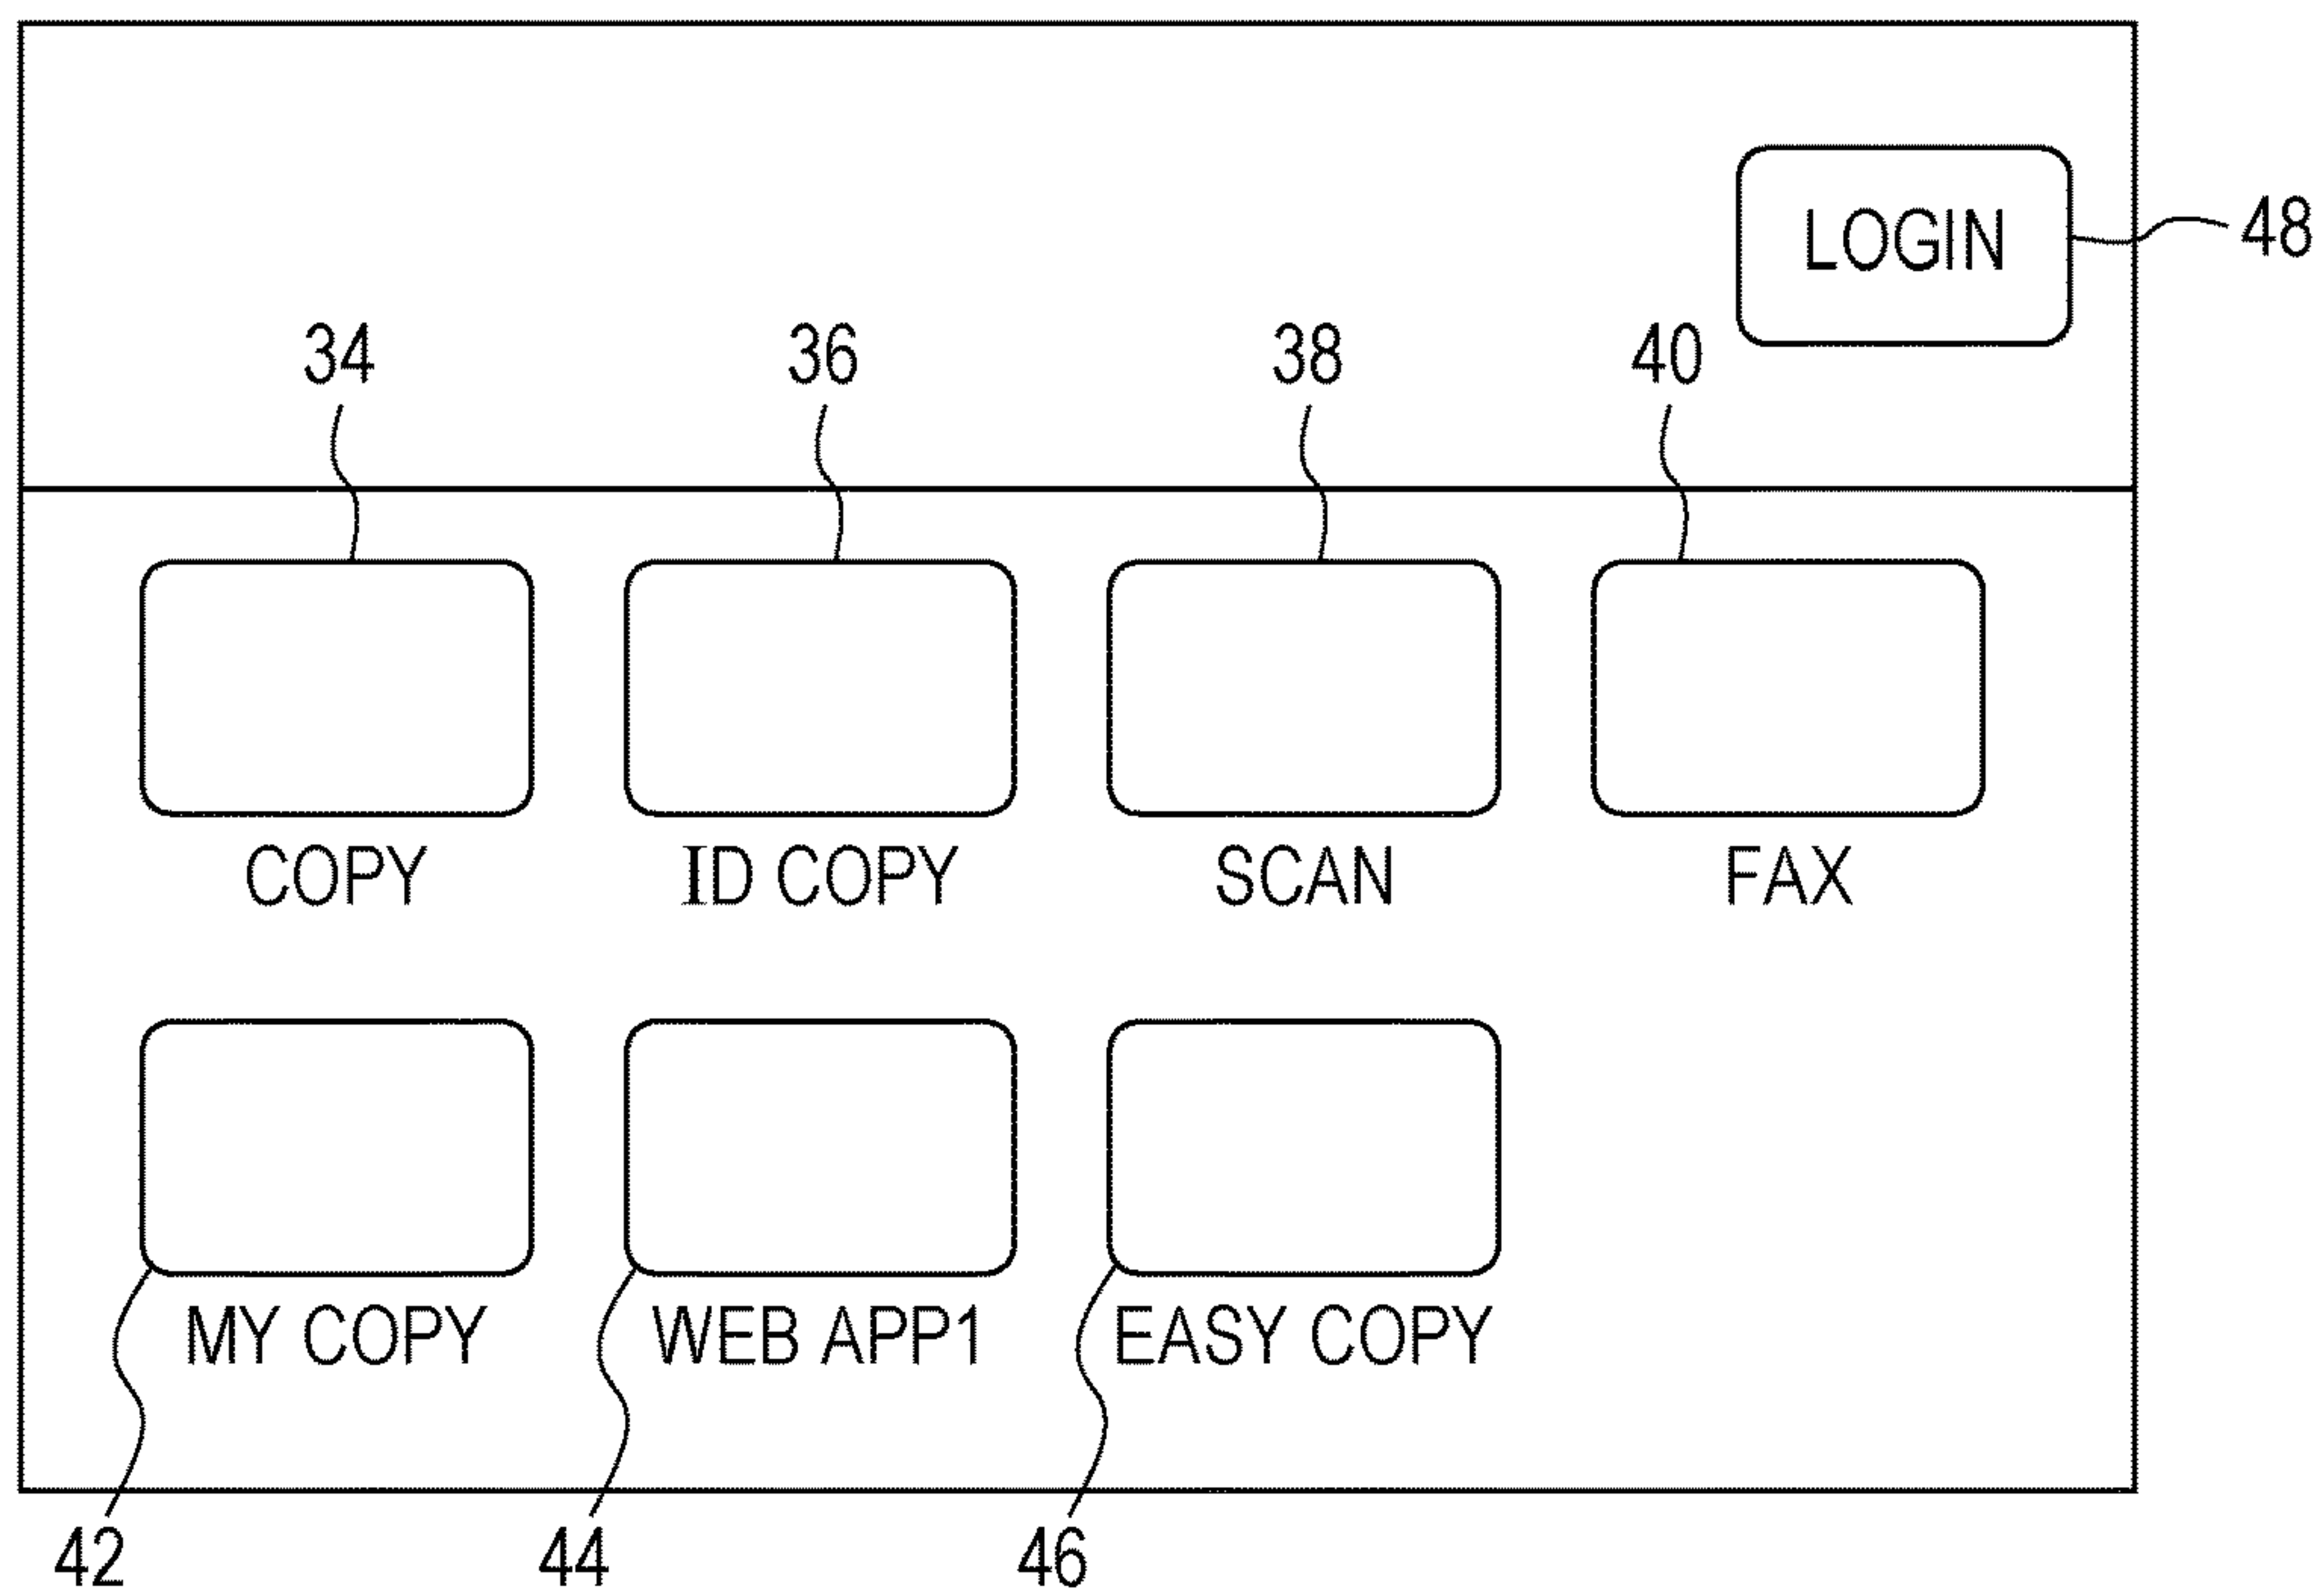 LOGIN 48
34 36 38 40
COPY ID COPY SCAN FAX
MY COPY WEB APP1 EASY COPY
42 44 46